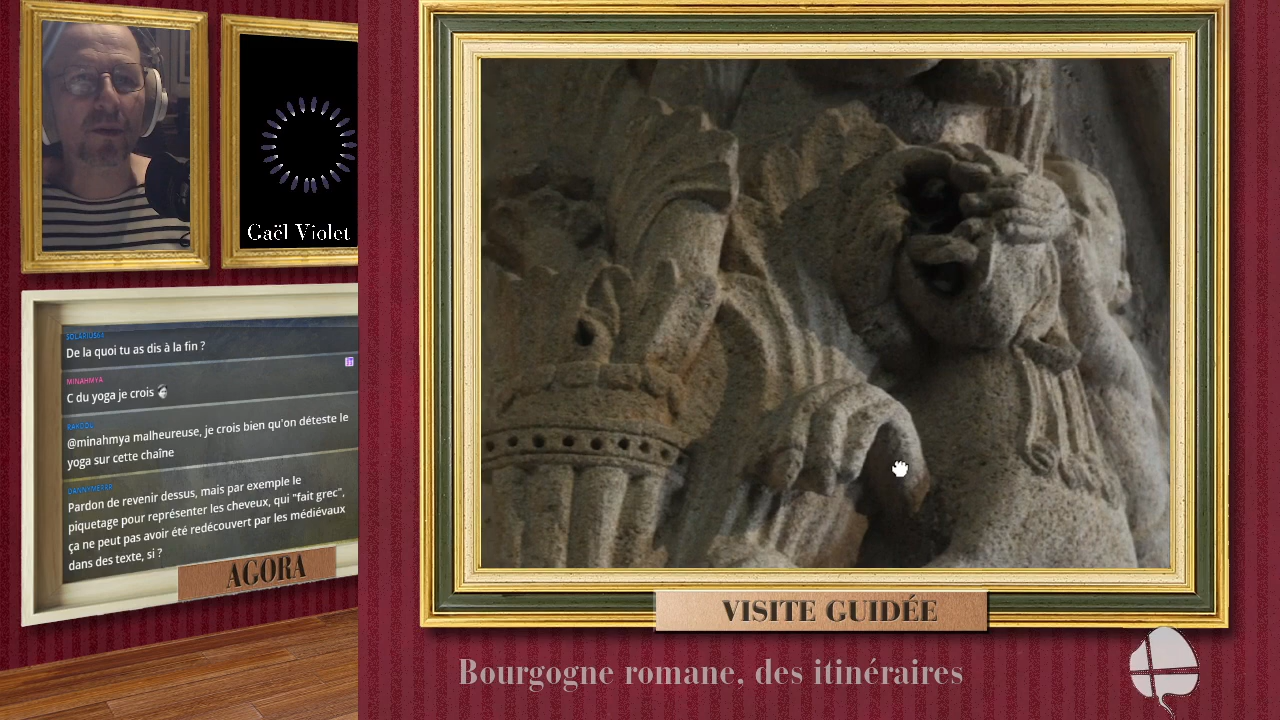 Gaël Violet
SOLARIS661
De la quoi tu as dis à la fin ?
MINAHMYA
C du yoga je crois
@minahmya malheureuse, je crois bien qu'on déteste le
yoga sur cette chaîne
DANNYMERRR
Pardon de revenir dessus, mais par exemple le
piquetage pour représenter les cheveux, qui "fait grec",
ça ne peut pas avoir été redécouvert par les médiévaux
dans des texte, si ?
AGORA
VISITE GUIDÉE
Bourgogne romane, des itinéraires